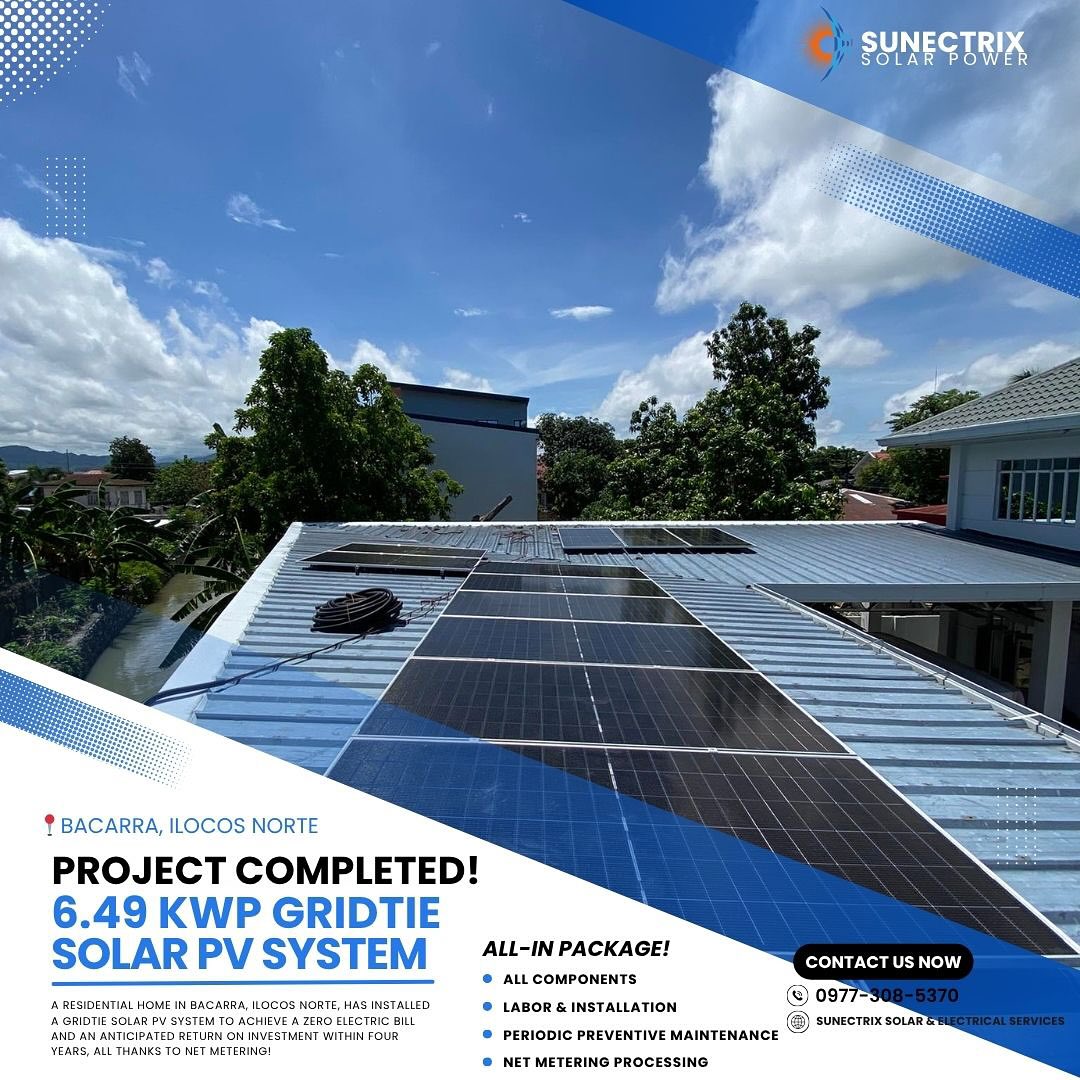 SUNECTRIX
SOLAR POWER
BACARRA, ILOCOS NORTE
PROJECT COMPLETED!
6.49 KWP GRIDTIE
SOLAR PV SYSTEM
A RESIDENTIAL HOME IN BACARRA, ILOCOS NORTE, HAS INSTALLED
A GRIDTIE SOLAR PV SYSTEM TO ACHIEVE A ZERO ELECTRIC BILL
AND AN ANTICIPATED RETURN ON INVESTMENT WITHIN FOUR
YEARS, ALL THANKS TO NET METERING!
ALL-IN PACKAGE!
ALL COMPONENTS
LABOR & INSTALLATION
PERIODIC PREVENTIVE MAINTENANCE
NET METERING PROCESSING
CONTACT US NOW
0977-308-5370
SUNECTRIX SOLAR & ELECTRICAL SERVICES